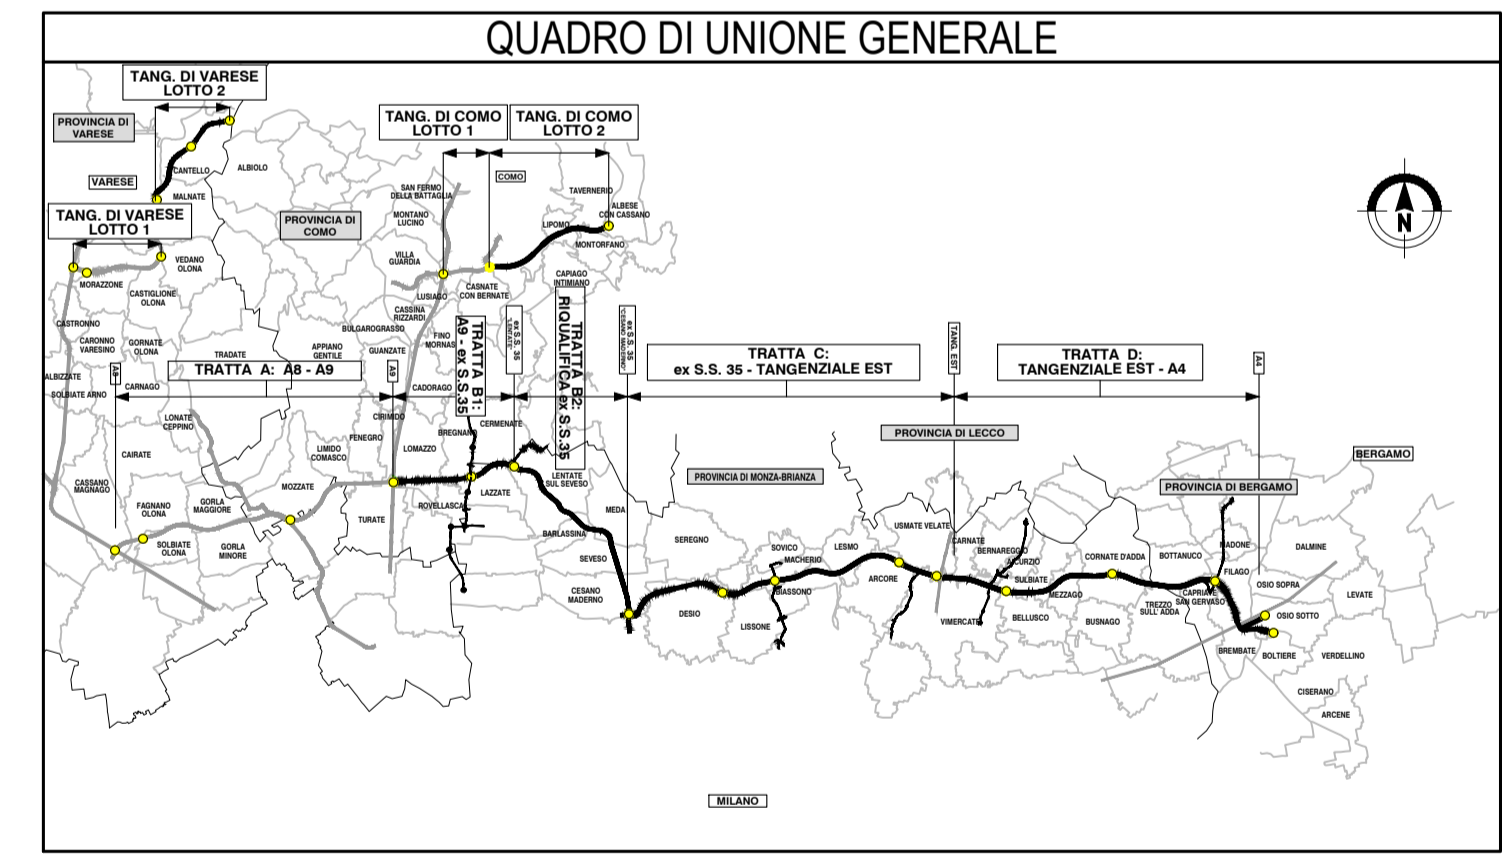 QUADRO DI UNIONE GENERALE
TANG. DI VARESE
LOTTO 2
PROVINCIA DI
VARESE
CANTELLO
ALBIOLO
VARESE
MALNATE
TANG. DI VARESE
LOTTO 1
PROVINCIA DI
COMO
TANG. DI COMO
LOTTO 1
TANG. DI COMO
LOTTO 2
COMO
SAN FERMO
DELLA BATTAGLIA
TAVERNERIO
MONTANO
LUCINO
ALBESE
CON CASSANO
LIPOMO
MONTORFANO
N
VEDANO
OLONA
MORAZZONE
CASTIGLIONE
OLONA
VILLA
GUARDIA
LUSIAGO
CASNATE
CON BERNATE
CAPIAGO
INTIMIANO
CASSINA
RIZZARDI
CASTRONNO
BULGAROGRASSO
CARONNO
VARESINO
GORNATE
OLONA
TRADATE
APPIANO
GENTILE
GUANZATE
FINO
MORNAS
TRATTA B1:
A9 - ex S.S.35
ex S.S. 35
"LENTATE"
TRATTA B2:
RIQUALIFICA ex S.S.35
ex S.S. 35
"CESANO MADERNO"
TRATTA C:
ex S.S. 35 - TANGENZIALE EST
TANG. EST
TRATTA D:
TANGENZIALE EST - A4
A4
ALBIZZATE
A8
TRATTA A: A8 - A9
A9
SOLBIATE ARNO
CARNAGO
CADORAGO
LONATE
CEPPINO
CIRIMIDO
FENEGRO
BREGNANO
CERMENATE
LOMAZZO
CAIRATE
LIMIDO
COMASCO
PROVINCIA DI LECCO
BERGAMO
PROVINCIA DI MONZA-BRIANZA
PROVINCIA DI BERGAMO
CASSANO
MAGNAGO
FAGNANO
OLONA
GORLA
MAGGIORE
MOZZATE
TURATE
ROVELLASCA
LAZZATE
LENTATE
SUL SEVESO
MEDA
SOLBIATE
OLONA
GORLA
MINORE
BARLASSINA
SEVESO
CESANO
MADERNO
SEREGNO
DESIO
LISSONE
SOVICO
MACHERIO
BIASSONO
LESMO
ARCORE
USMATE VELATE
CARNATE
BERNAREGGIO
AICURZIO
SULBIATE
VIMERCATE
BELLUSCO
MEZZAGO
CORNATE D'ADDA
BUSNAGO
BOTTANUCO
TREZZO
SULL' ADDA
CAPRIATE
SAN GERVASO
MADONE
FILAGO
DALMINE
OSIO SOPRA
LEVATE
OSIO SOTTO
BREMBATE
BOLTIERE
VERDELLINO
CISERANO
ARCENE
MILANO